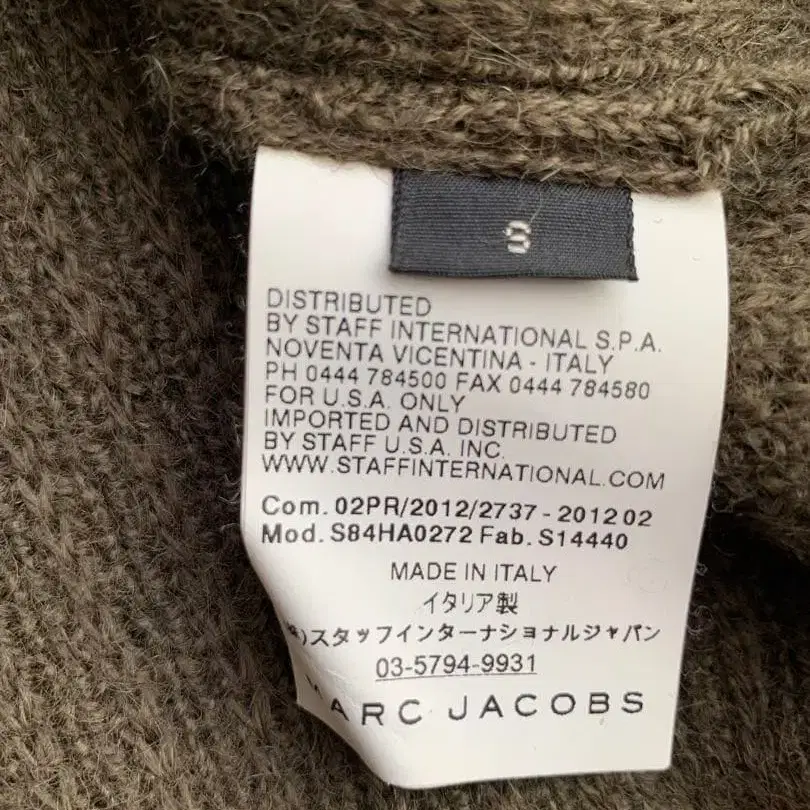 S
DISTRIBUTED
BY STAFF INTERNATIONAL S.P.A.
NOVENTA VICENTINA - ITALY
PH 0444 784500 FAX 0444 784580
FOR U.S.A. ONLY
IMPORTED AND DISTRIBUTED
BY STAFF U.S.A. INC.
WWW.STAFFINTERNATIONAL.COM
Com. 02PR/2012/2737 - 2012 02
Mod. S84HA0272 Fab. S14440
MADE IN ITALY
イタリア製
㈱)スタッフインターナショナルジャパン
03-5794-9931
MARC JACOBS